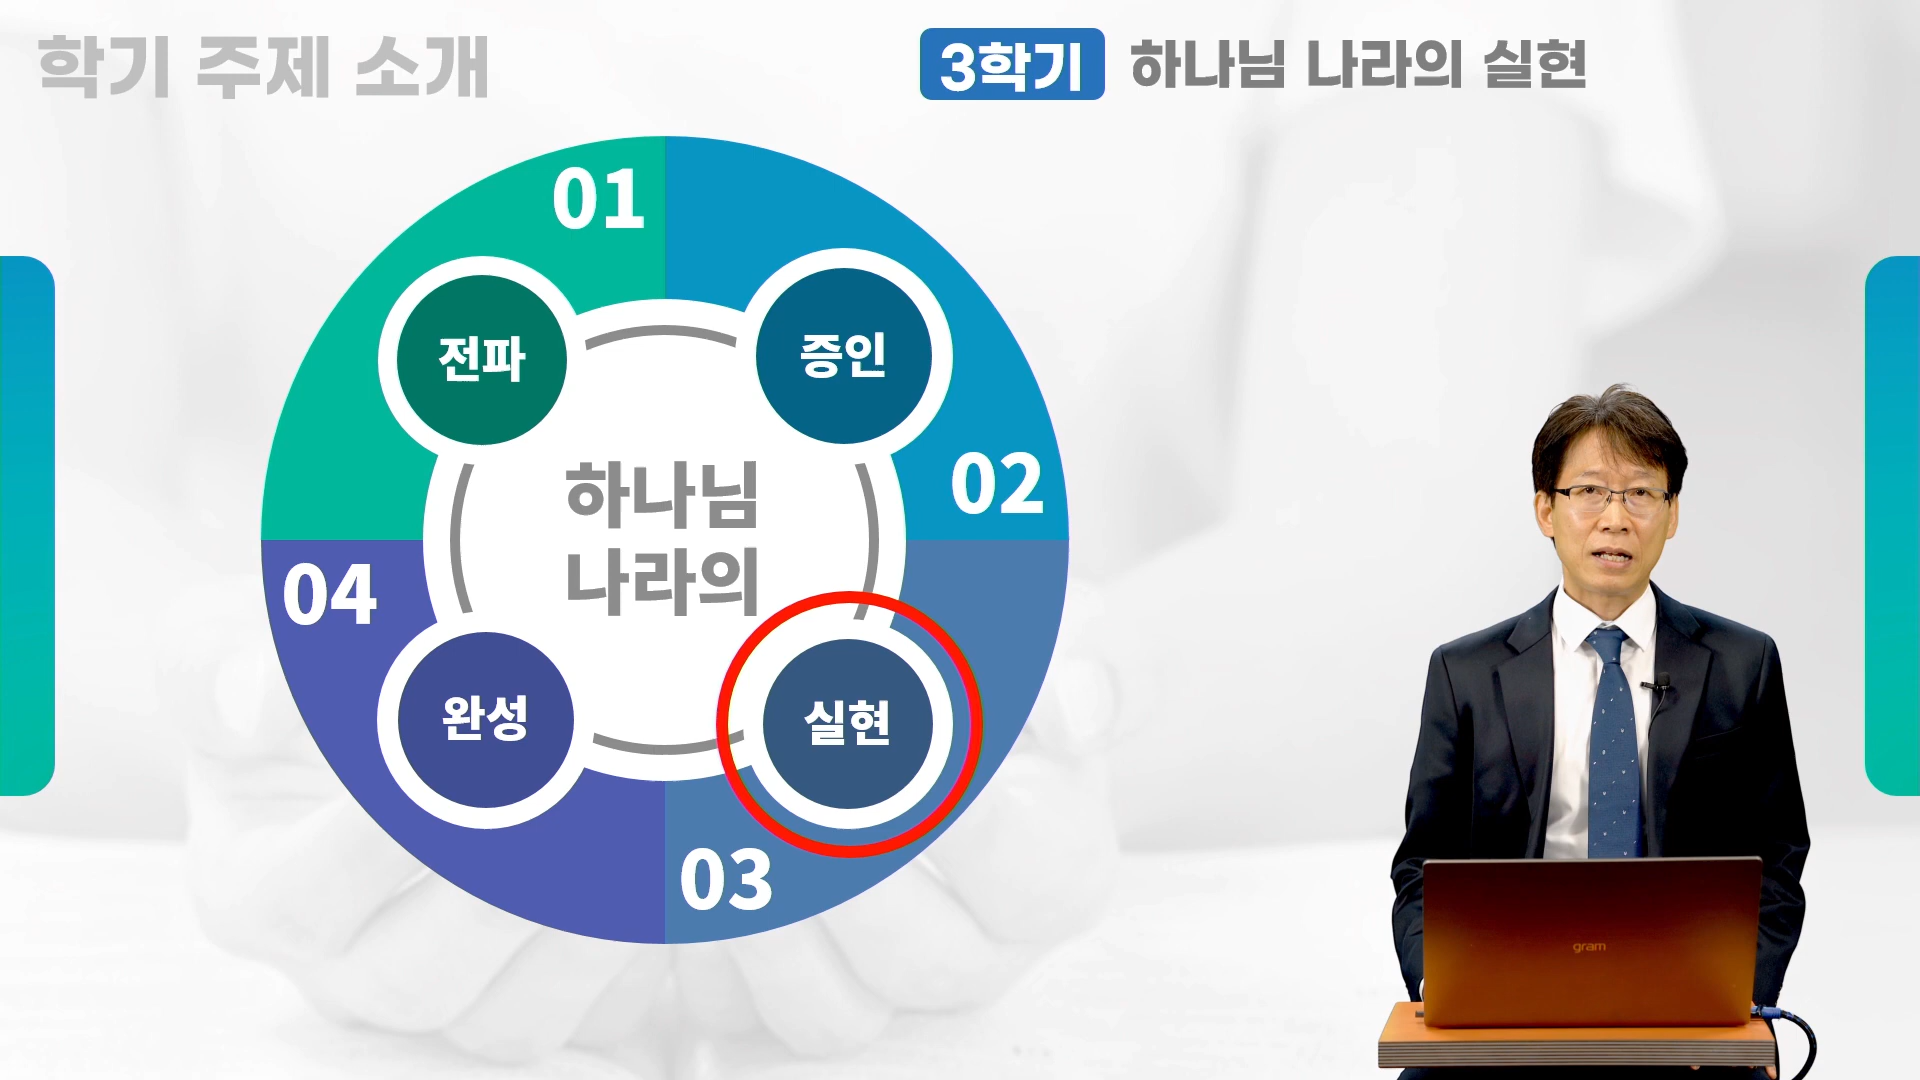 학기 주제 소개
3학기 하나님 나라의 실현
01
전파
증인
02
하나님
나라의
04
완성
실현
03
gram